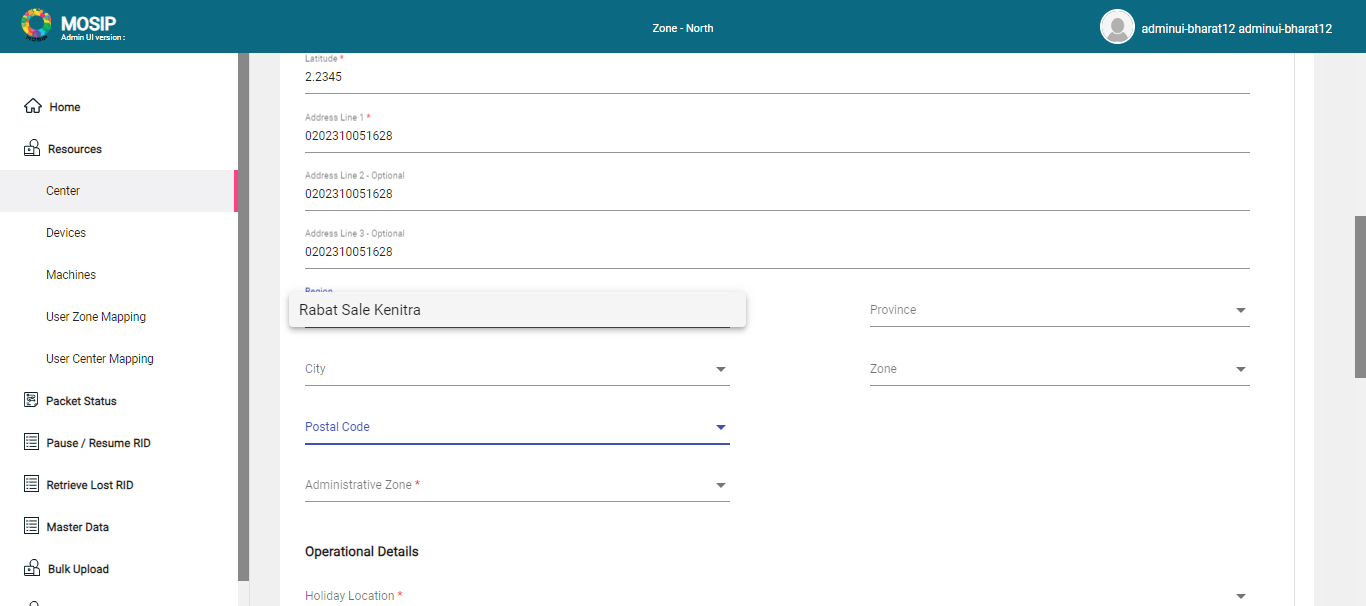 MOSIP
Admin UI version :
Zone - North
adminui-bharat12 adminui-bharat12
Home
Resources
Center
Devices
Machines
User Zone Mapping
User Center Mapping
Packet Status
Pause / Resume RID
Retrieve Lost RID
Master Data
Bulk Upload
Latitude *
2.2345
Address Line 1 *
0202310051628
Address Line 2 - Optional
0202310051628
Address Line 3 - Optional
0202310051628
Region
Rabat Sale Kenitra
Province
City
Zone
Postal Code
Administrative Zone *
Operational Details
Holiday Location *